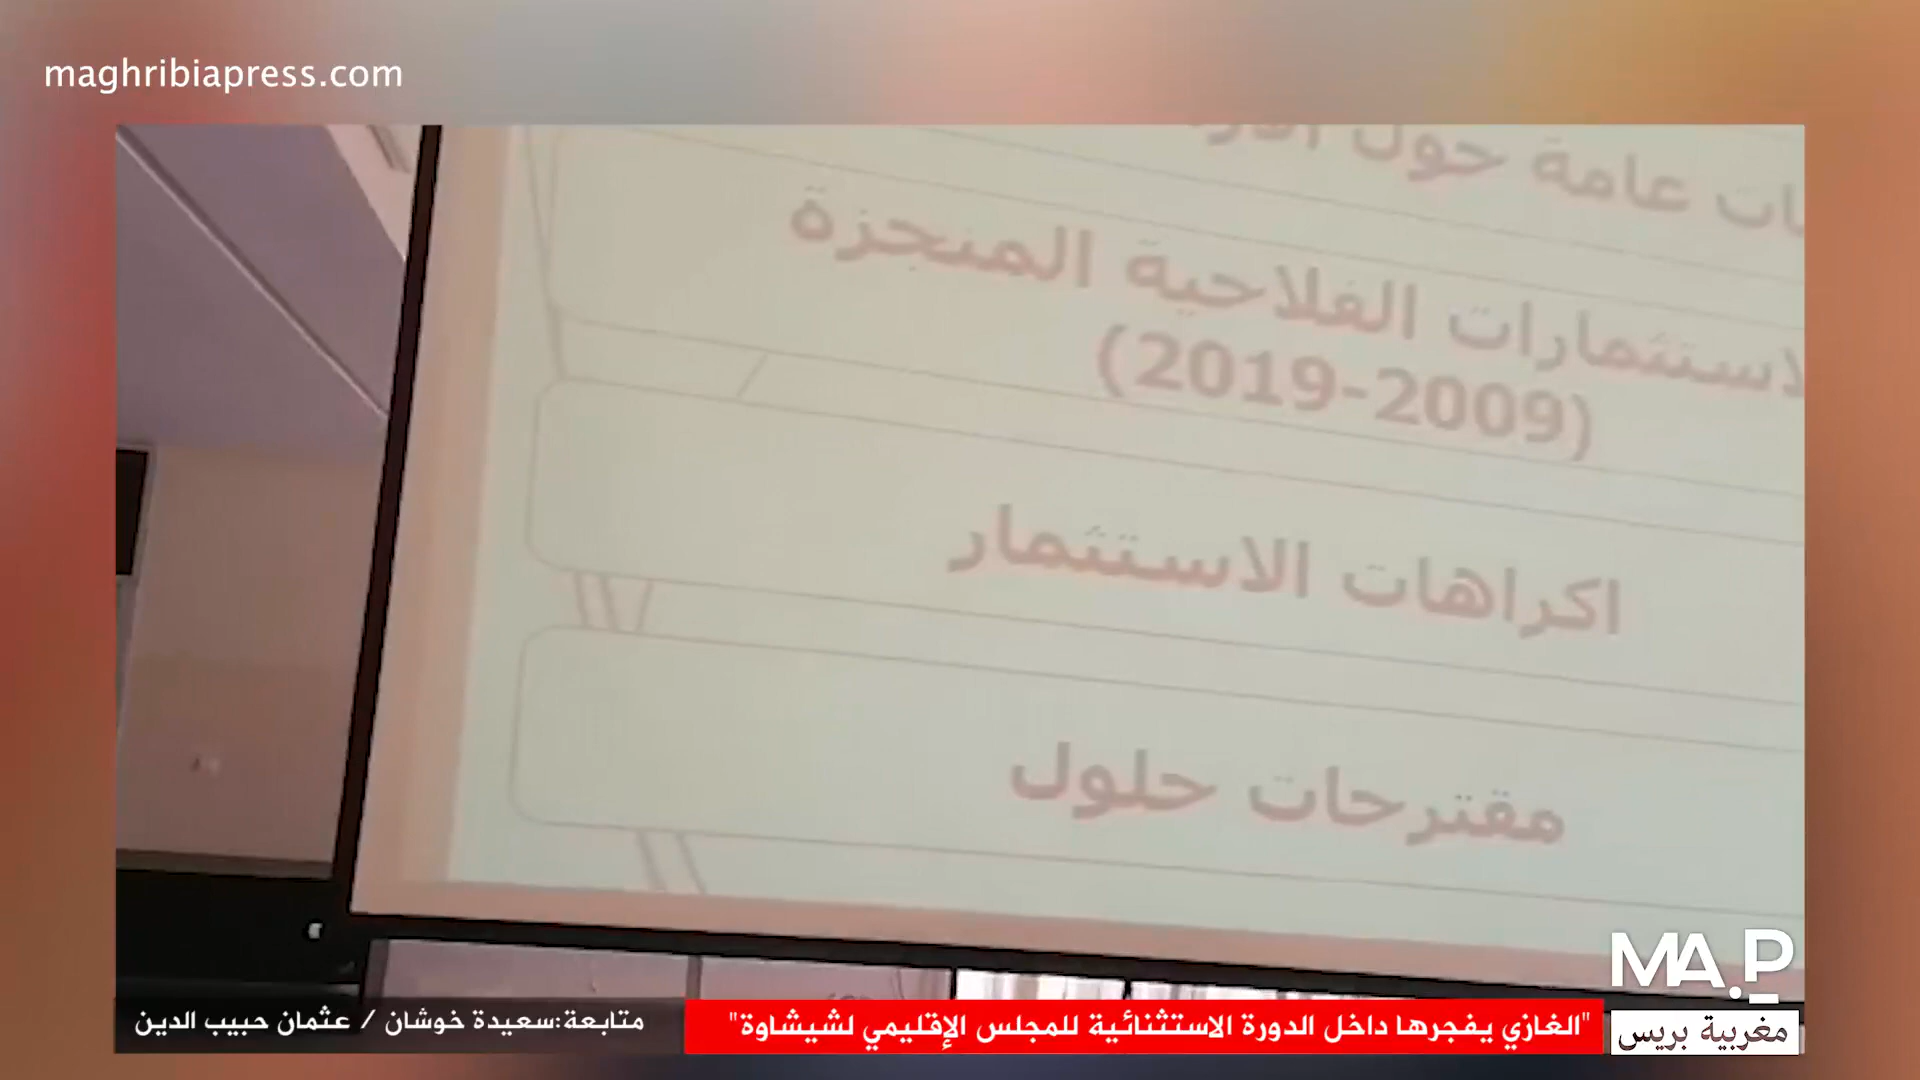 maghribiapress.com
عامة حول
الاستثمارات الفلاحية المنجزة
(2009-2019)
اكراهات الاستثمار
مقترحات حلول
MA.P
مغربية بريس
"الغازي يفجرها داخل الدورة الاستثنائية للمجلس الإقليمي لشيشاوة"
متابعة:سعيدة خوشان / عثمان حبيب الدين